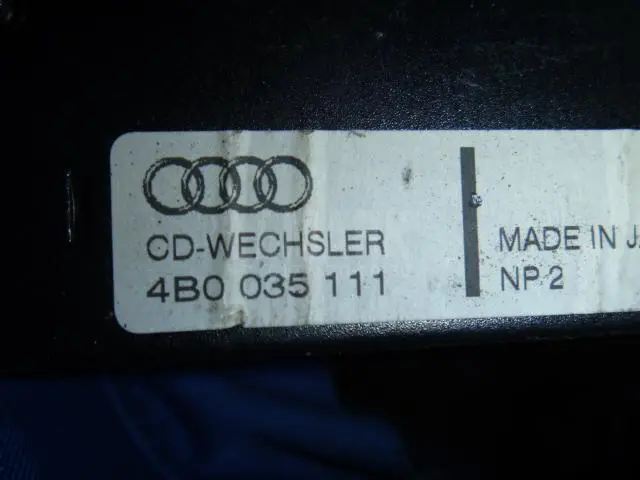 CD-WECHSLER
4B0 035 111
MADE IN
NP 2